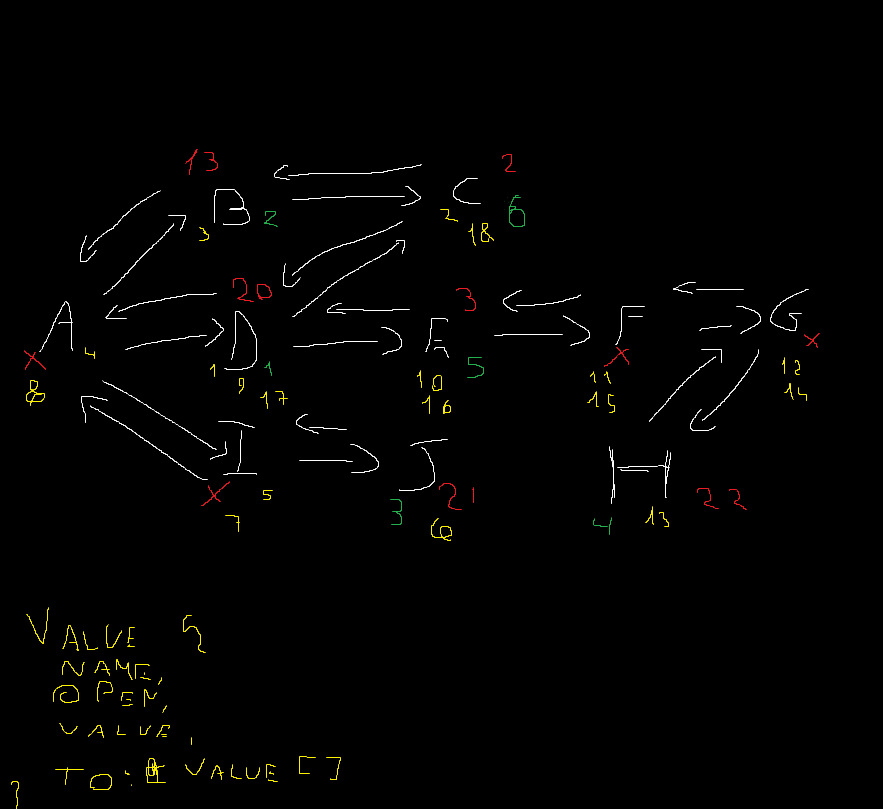 13
B 2
3
2
C 6
2 18
20
A 4
X
8
D 1
1 9
17
3
E 5
10
16
F
X
11
15
G X
12
14
I 5
X
7
J
3 21
6
H 22
4 13
VALUE {
NAME,
OPEN,
VALUE,
TO: VALUE []
}